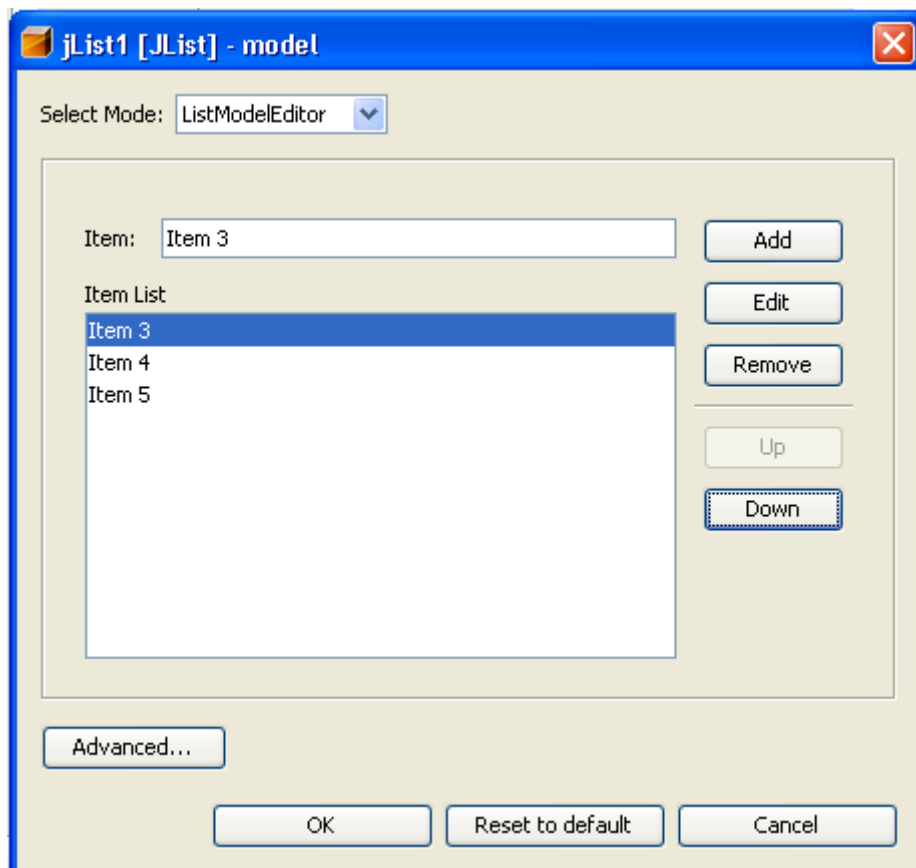 jList1 [JList] - model
Select Mode: ListModelEditor
Item: Item 3
Add
Item List
Edit
Item 3
Item 4
Remove
Item 5
Up
Down
Advanced...
OK Reset to default Cancel